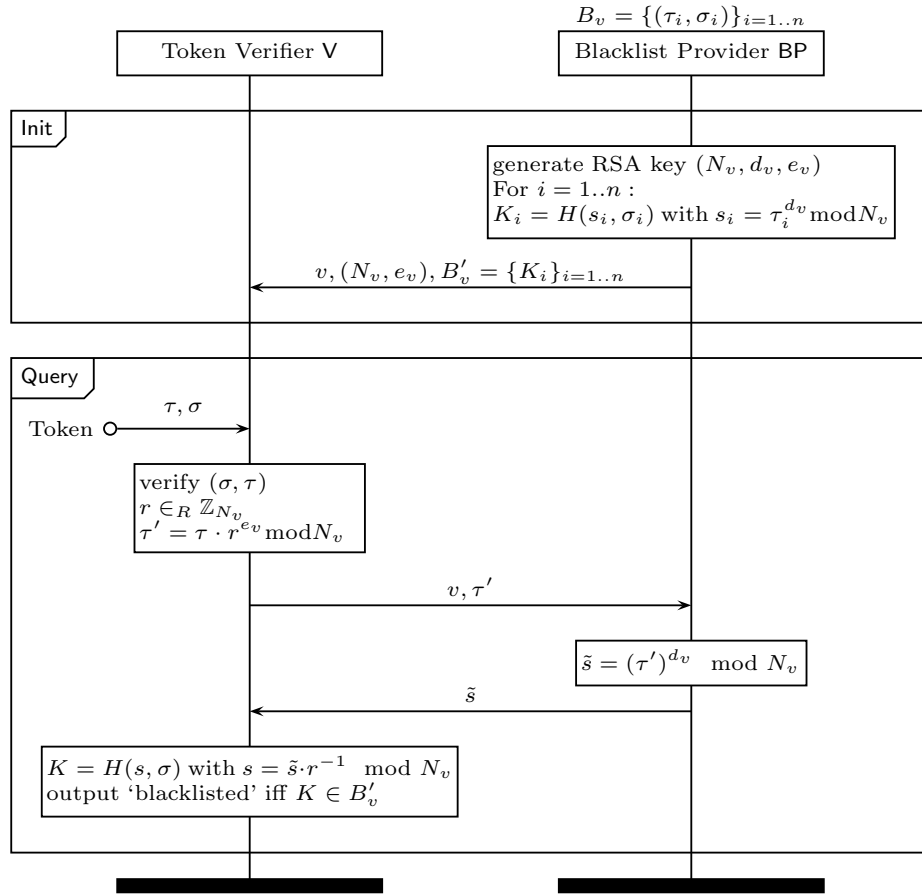 B_v = {(τ_i, σ_i)}_{i=1..n}
Token Verifier V
Blacklist Provider BP
Init
generate RSA key (N_v, d_v, e_v)
For i = 1..n :
K_i = H(s_i, σ_i) with s_i = τ_i^{d_v} mod N_v
v, (N_v, e_v), B′_v = {K_i}_{i=1..n}
Query
τ, σ
Token
verify (σ, τ)
r ∈_R ℤ_{N_v}
τ′ = τ · r^{e_v} mod N_v
v, τ′
s̃ = (τ′)^{d_v} mod N_v
s̃
K = H(s, σ) with s = s̃·r^{−1} mod N_v
output ‘blacklisted’ iff K ∈ B′_v